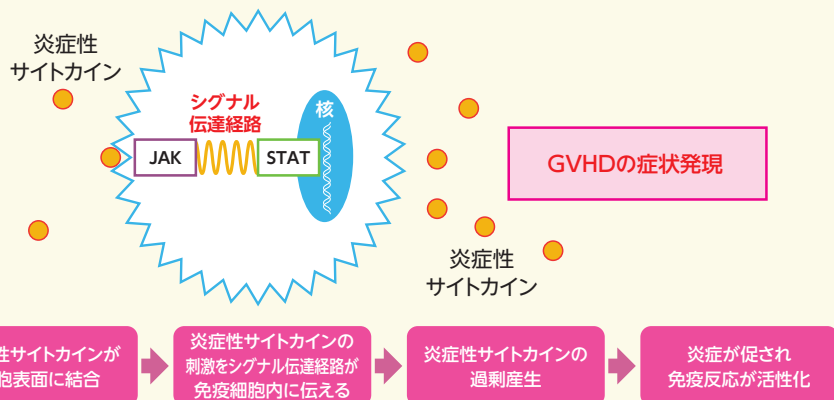 炎症性
サイトカイン
シグナル
伝達経路
核
JAK
STAT
GVHDの症状発現
炎症性
サイトカイン
性サイトカインが
胞表面に結合
炎症性サイトカインの
刺激をシグナル伝達経路が
免疫細胞内に伝える
炎症性サイトカインの
過剰産生
炎症が促され
免疫反応が活性化